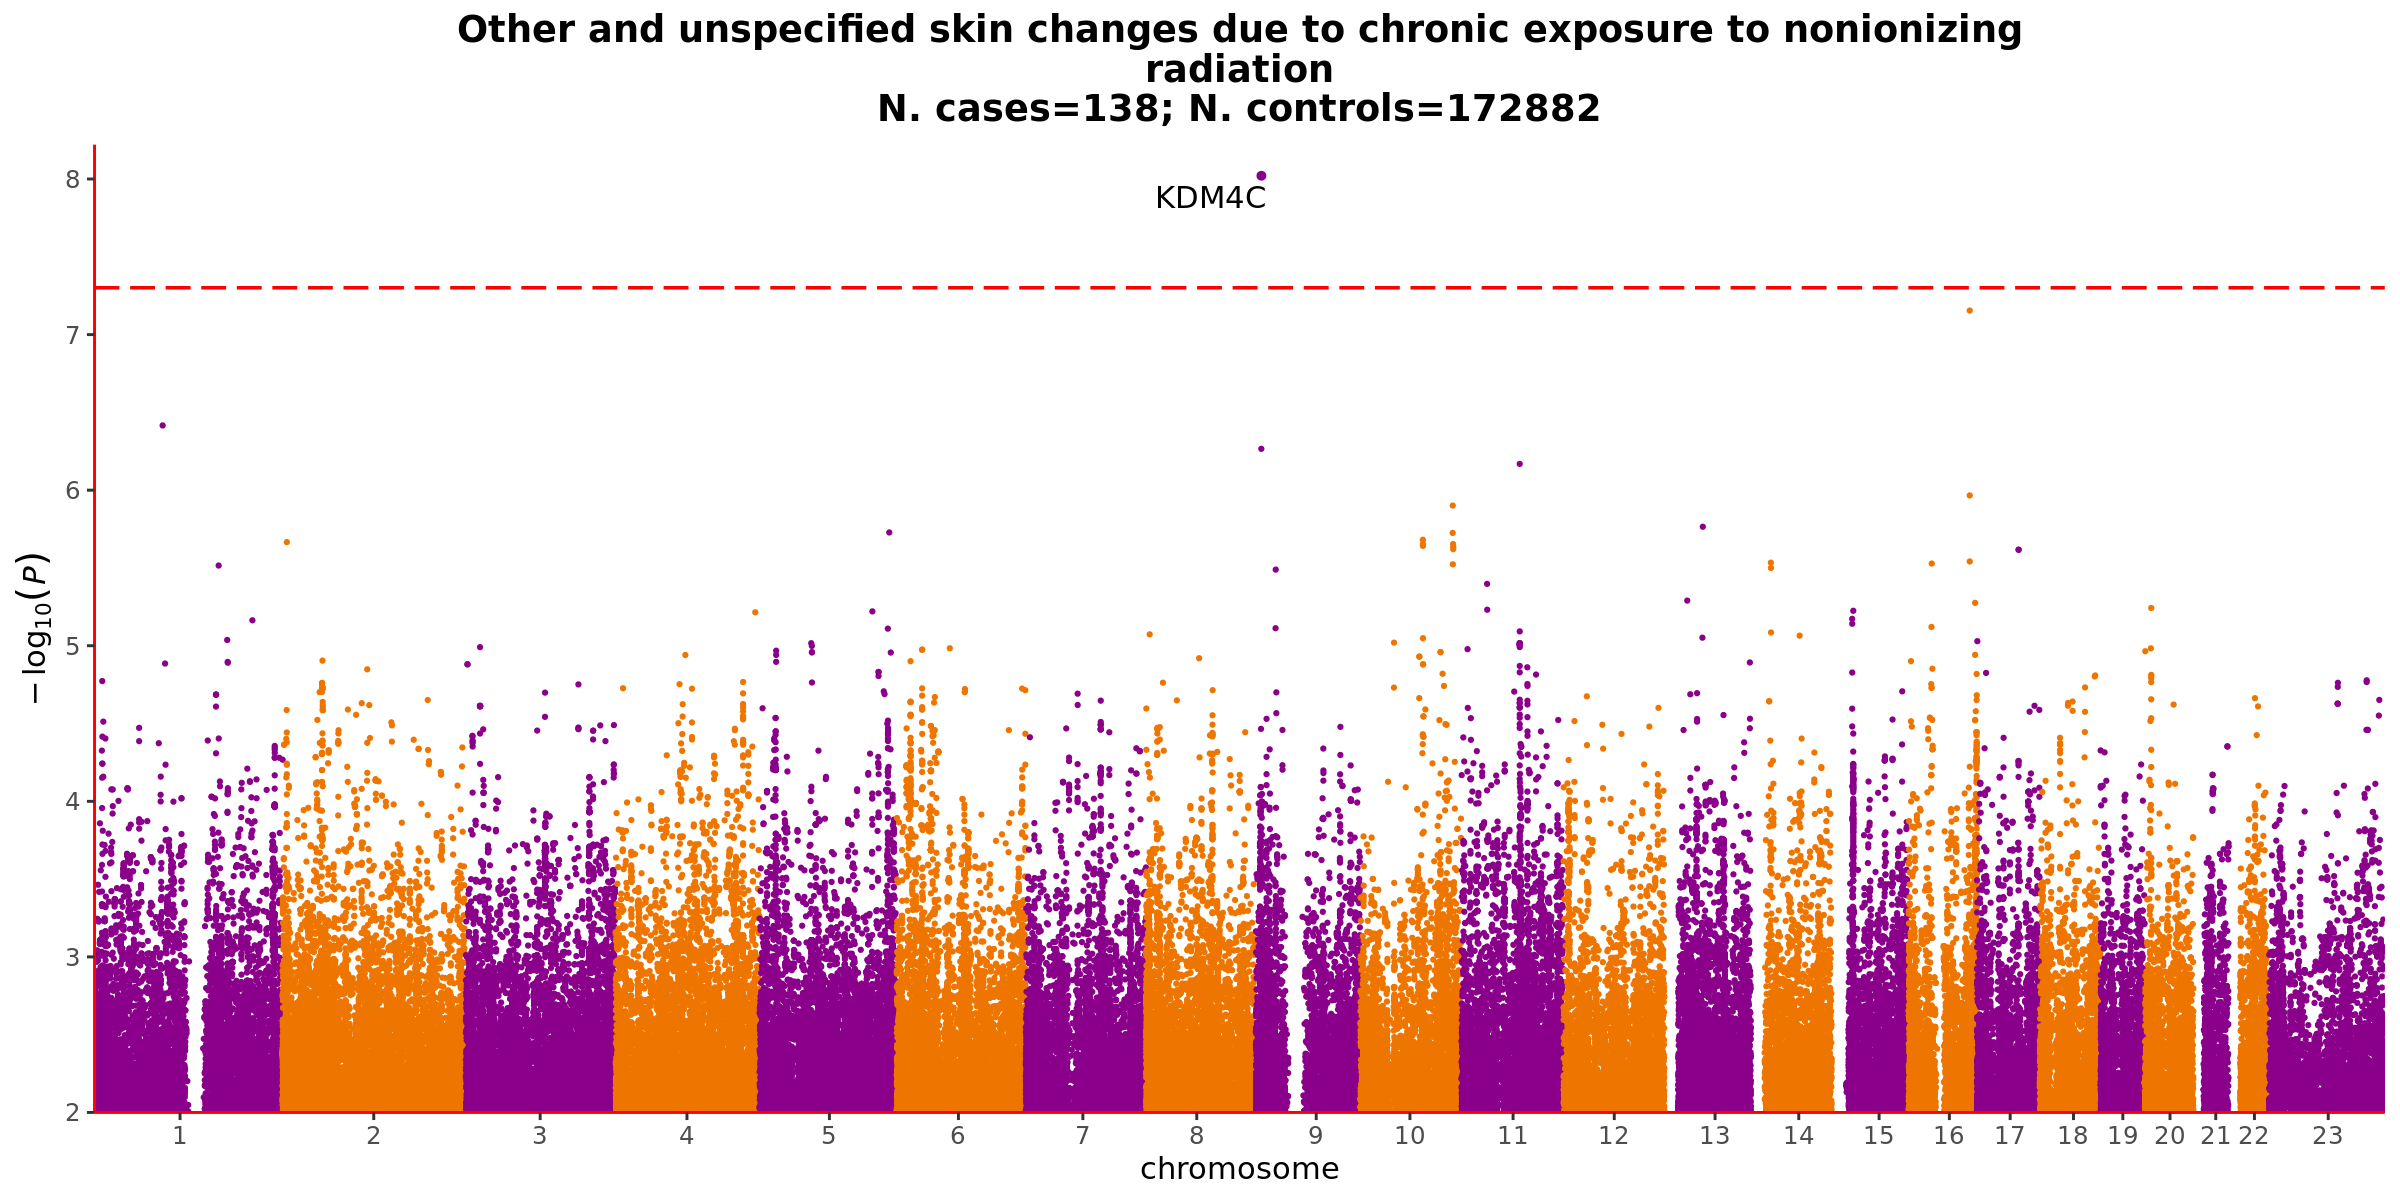 Other and unspecified skin changes due to chronic exposure to nonionizing
radiation
N. cases=138; N. controls=172882
8
KDM4C
7
6
5
4
3
2
−log10(P)
1 2 3 4 5 6 7 8 9 10 11 12 13 14 15 16 17 18 19 20 21 22 23
chromosome